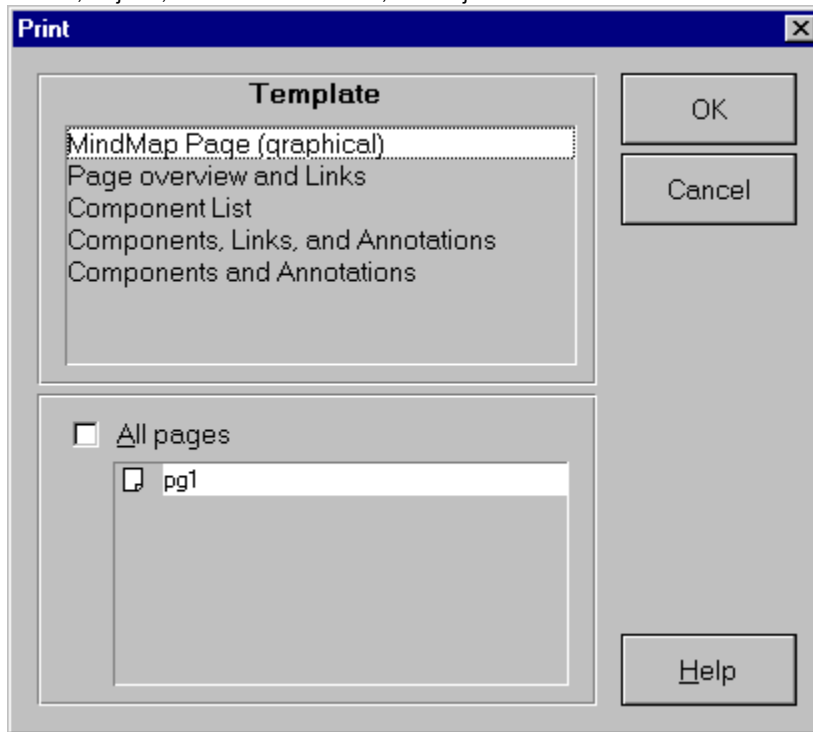 Print
Template
OK
MindMap Page (graphical)
Page overview and Links
Cancel
Component List
Components, Links, and Annotations
Components and Annotations
All pages
pg1
Help